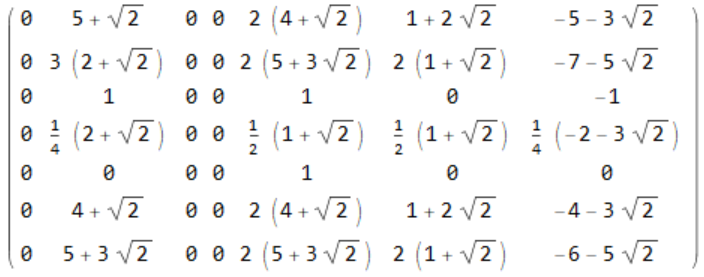 0 5 + √2 0 0 2 (4 + √2) 1 + 2 √2 -5 - 3 √2
0 3 (2 + √2) 0 0 2 (5 + 3 √2) 2 (1 + √2) -7 - 5 √2
0 1 0 0 1 0 -1
0 1/4 (2 + √2) 0 0 1/2 (1 + √2) 1/2 (1 + √2) 1/4 (-2 - 3 √2)
0 0 0 0 1 0 0
0 4 + √2 0 0 2 (4 + √2) 1 + 2 √2 -4 - 3 √2
0 5 + 3 √2 0 0 2 (5 + 3 √2) 2 (1 + √2) -6 - 5 √2